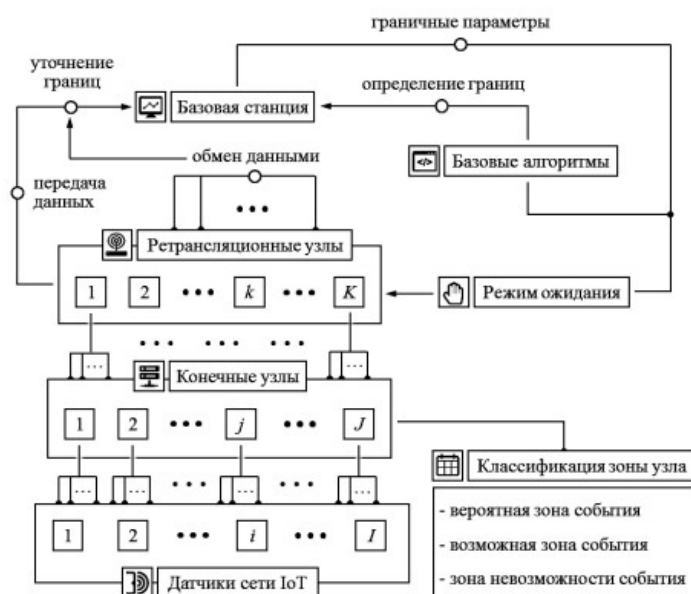 граничные параметры
уточнение
границ
определение границ
Базовая станция
обмен данными
Базовые алгоритмы
передача
данных
•••
Ретрансляционные узлы
1 2 ••• k ••• K
Режим ожидания
••• ••• •••
... ...
Конечные узлы
1 2 ••• j ••• J
Классификация зоны узла
... ... ••• ... ••• ...
- вероятная зона события
1 2 ••• i ••• I
- возможная зона события
Датчики сети IoT
- зона невозможности события